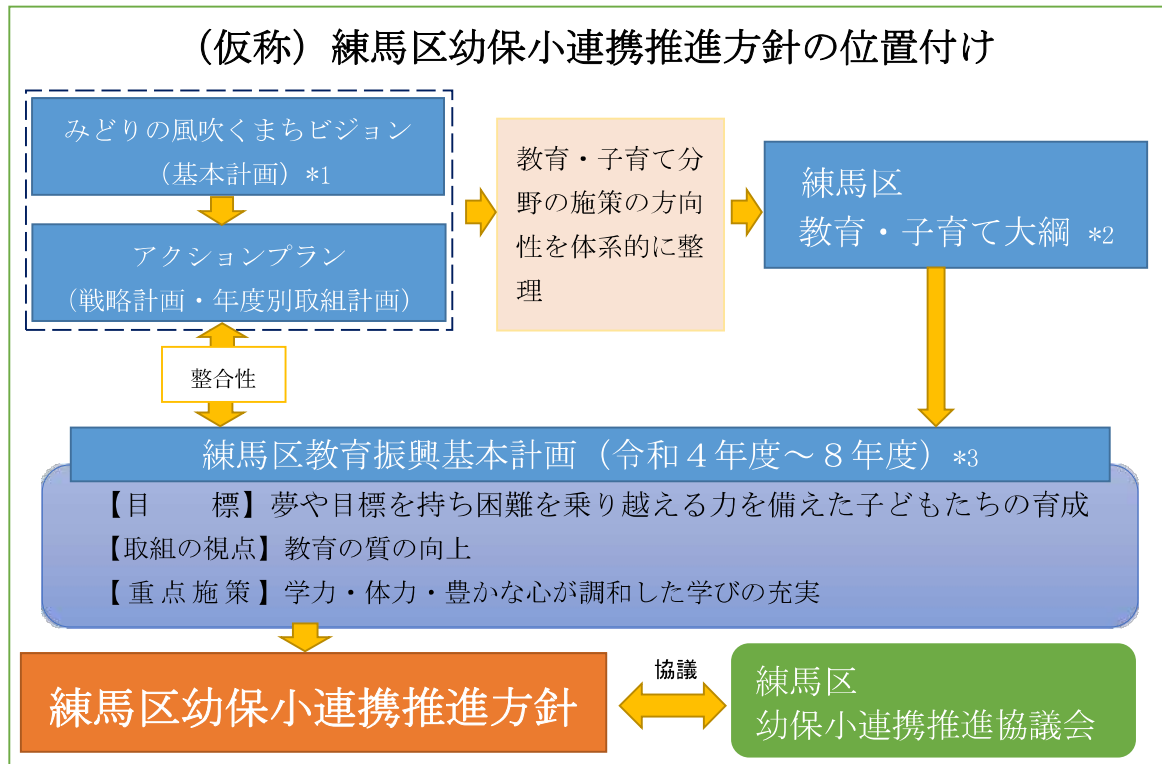 （仮称）練馬区幼保小連携推進方針の位置付け
みどりの風吹くまちビジョン
（基本計画）*1
アクションプラン
（戦略計画・年度別取組計画）
教育・子育て分
野の施策の方向
性を体系的に整
理
練馬区
教育・子育て大綱 *2
整合性
練馬区教育振興基本計画（令和４年度～８年度）*3
【目　　標】夢や目標を持ち困難を乗り越える力を備えた子どもたちの育成
【取組の視点】教育の質の向上
【重点施策】学力・体力・豊かな心が調和した学びの充実
練馬区幼保小連携推進方針
協議
練馬区
幼保小連携推進協議会